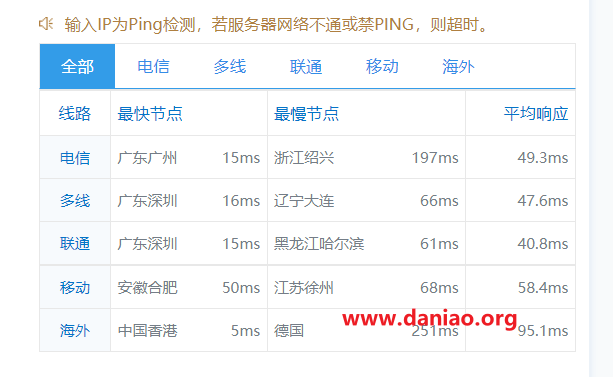 输入IP为Ping检测，若服务器网络不通或禁PING，则超时。
全部 电信 多线 联通 移动 海外
线路 最快节点 最慢节点 平均响应
电信 广东广州 15ms 浙江绍兴 197ms 49.3ms
多线 广东深圳 16ms 辽宁大连 66ms 47.6ms
联通 广东深圳 15ms 黑龙江哈尔滨 61ms 40.8ms
移动 安徽合肥 50ms 江苏徐州 68ms 58.4ms
www.daniao.org
海外 中国香港 5ms 德国 251ms 95.1ms